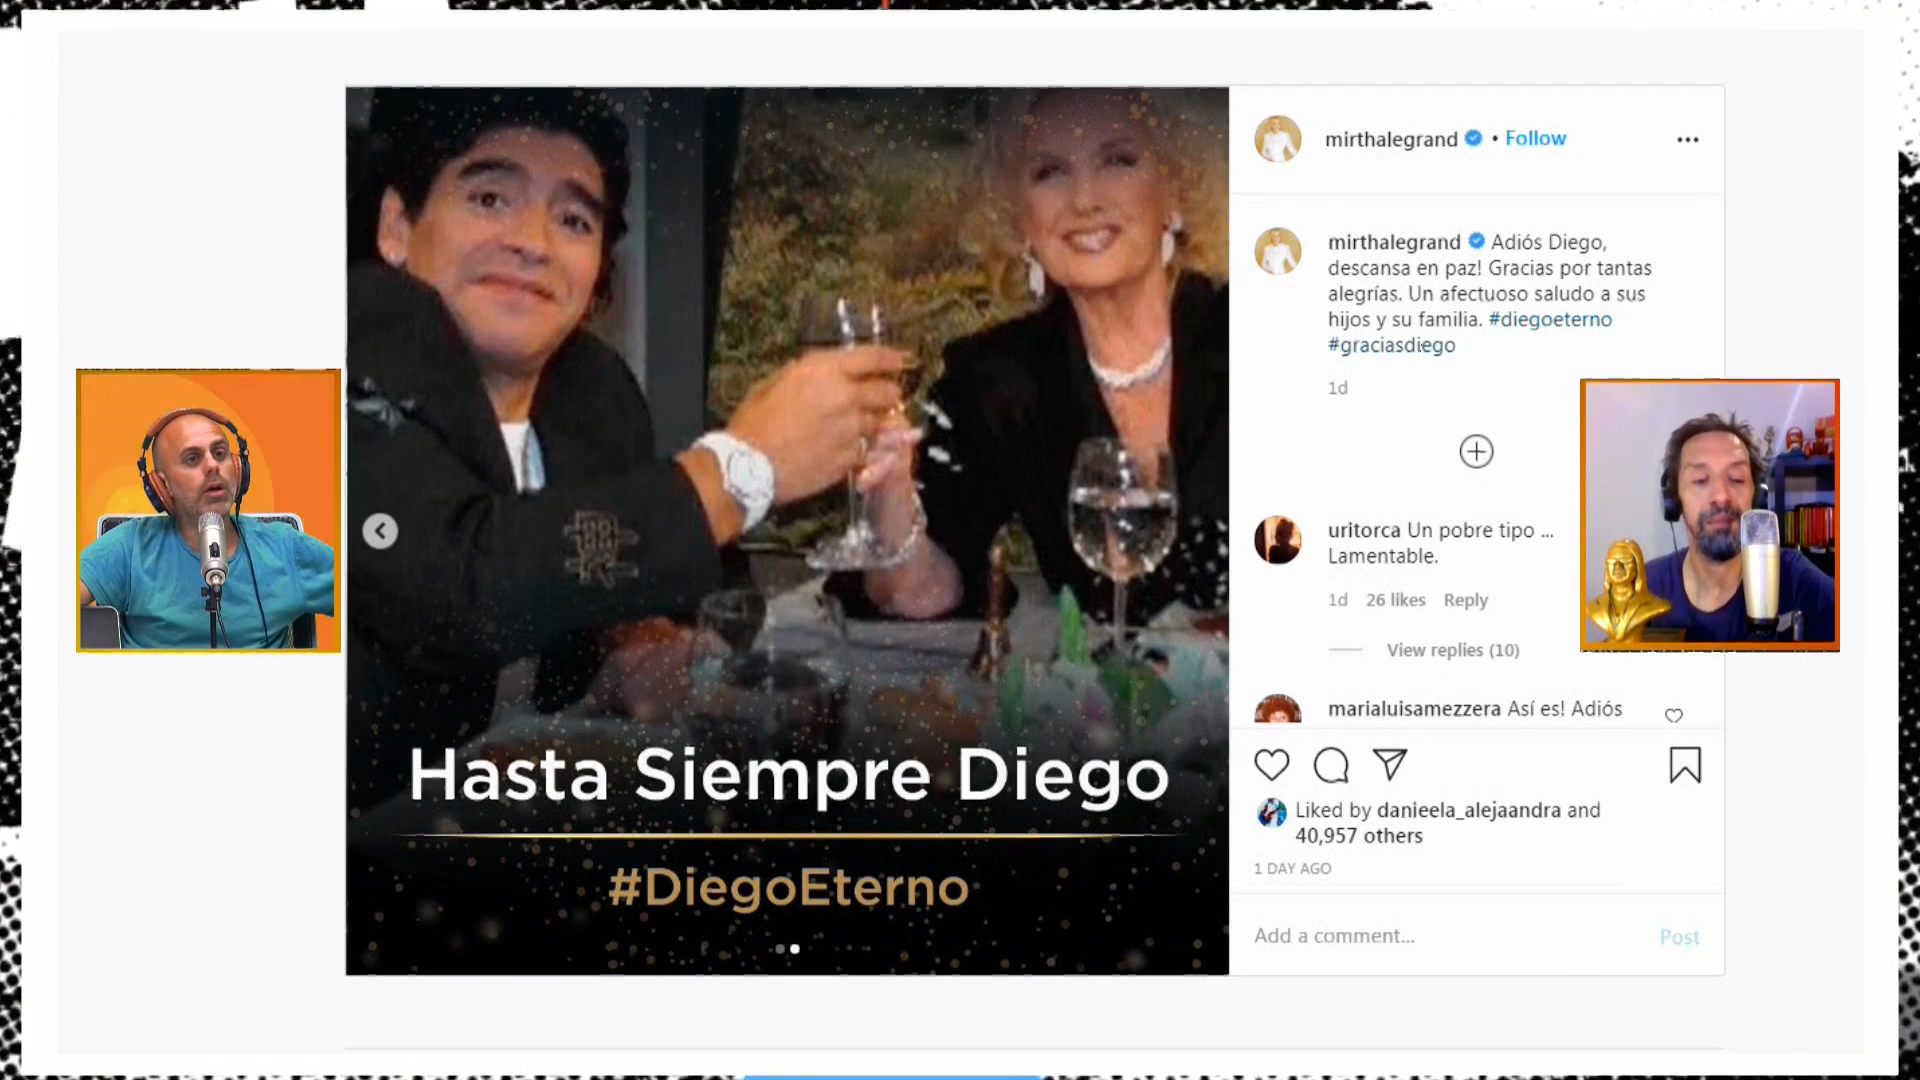 Hasta Siempre Diego
#DiegoEterno
mirthalegrand • Follow
mirthalegrand Adiós Diego,
descansa en paz! Gracias por tantas
alegrías. Un afectuoso saludo a sus
hijos y su familia. #diegoeterno
#graciasdiego
1d
uritorca Un pobre tipo ...
Lamentable.
1d 26 likes Reply
View replies (10)
marialuisamezzera Así es! Adiós
Liked by danieela_alejaandra and
40,957 others
1 DAY AGO
Add a comment... Post